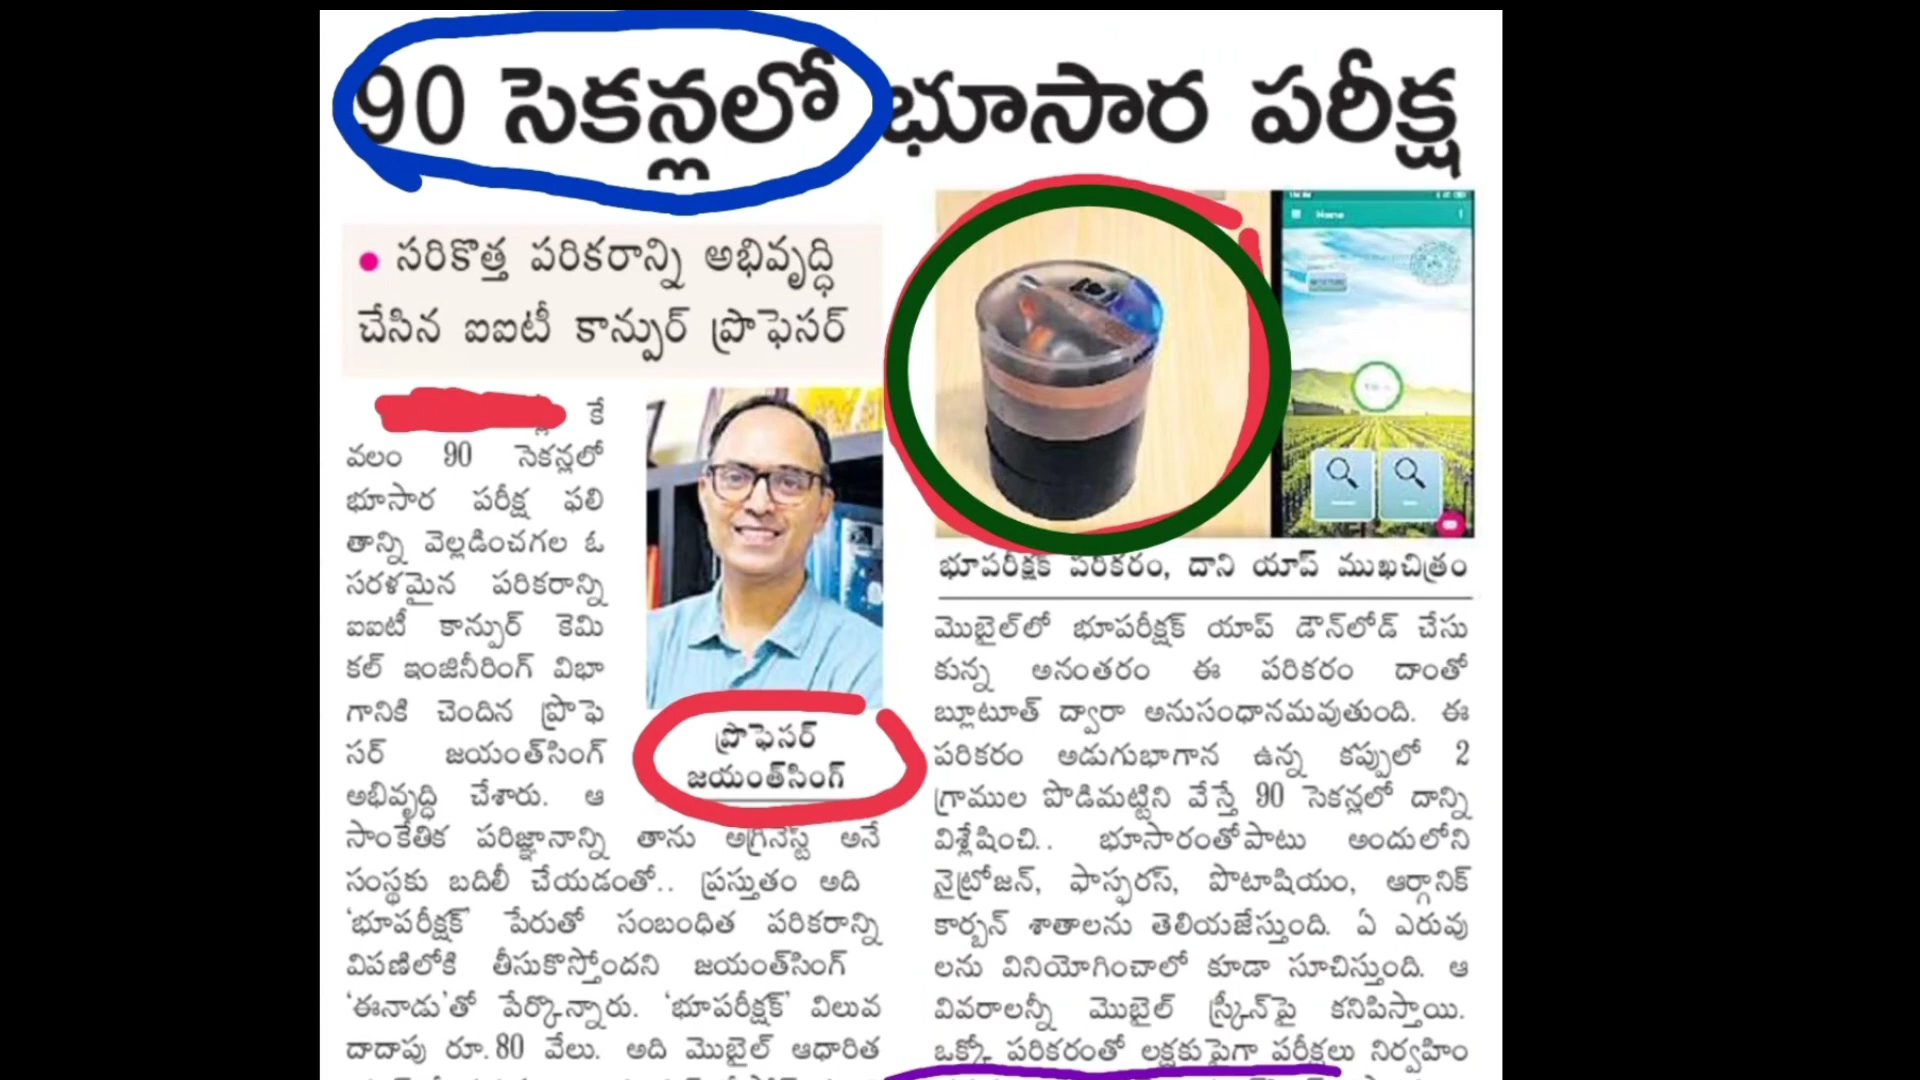 90 సెకన్లలో భూసార పరీక్ష
● సరికొత్త పరికరాన్ని అభివృద్ధి
చేసిన ఐఐటీ కాన్పుర్ ప్రొఫెసర్
కే
వలం 90 సెకన్లలో
భూసార పరీక్ష ఫలి
తాన్ని వెల్లడించగల ఓ
సరళమైన పరికరాన్ని
ఐఐటీ కాన్పుర్ కెమి
కల్ ఇంజినీరింగ్ విభా
గానికి చెందిన ప్రొఫె
సర్ జయంత్‌సింగ్
అభివృద్ధి చేశారు. ఆ
సాంకేతిక పరిజ్ఞానాన్ని తాను అగ్రినెస్ట్ అనే
సంస్థకు బదిలీ చేయడంతో.. ప్రస్తుతం అది
‘భూపరీక్షక్’ పేరుతో సంబంధిత పరికరాన్ని
విపణిలోకి తీసుకొస్తోందని జయంత్‌సింగ్
‘ఈనాడు’తో పేర్కొన్నారు. ‘భూపరీక్షక్’ విలువ
దాదాపు రూ.80 వేలు. అది మొబైల్ ఆధారిత
ప్రొఫెసర్
జయంత్‌సింగ్
Home
భూపరీక్షక్ పరికరం, దాని యాప్ ముఖచిత్రం
మొబైల్‌లో భూపరీక్షక్ యాప్ డౌన్‌లోడ్ చేసు
కున్న అనంతరం ఈ పరికరం దాంతో
బ్లూటూత్ ద్వారా అనుసంధానమవుతుంది. ఈ
పరికరం అడుగుభాగాన ఉన్న కప్పులో 2
గ్రాముల పొడిమట్టిని వేస్తే 90 సెకన్లలో దాన్ని
విశ్లేషించి.. భూసారంతోపాటు అందులోని
నైట్రోజన్, ఫాస్ఫరస్, పొటాషియం, ఆర్గానిక్
కార్బన్ శాతాలను తెలియజేస్తుంది. ఏ ఎరువు
లను వినియోగించాలో కూడా సూచిస్తుంది. ఆ
వివరాలన్నీ మొబైల్ స్క్రీన్‌పై కనిపిస్తాయి.
ఒక్కో పరికరంతో లక్షకుపైగా పరీక్షలు నిర్వహిం